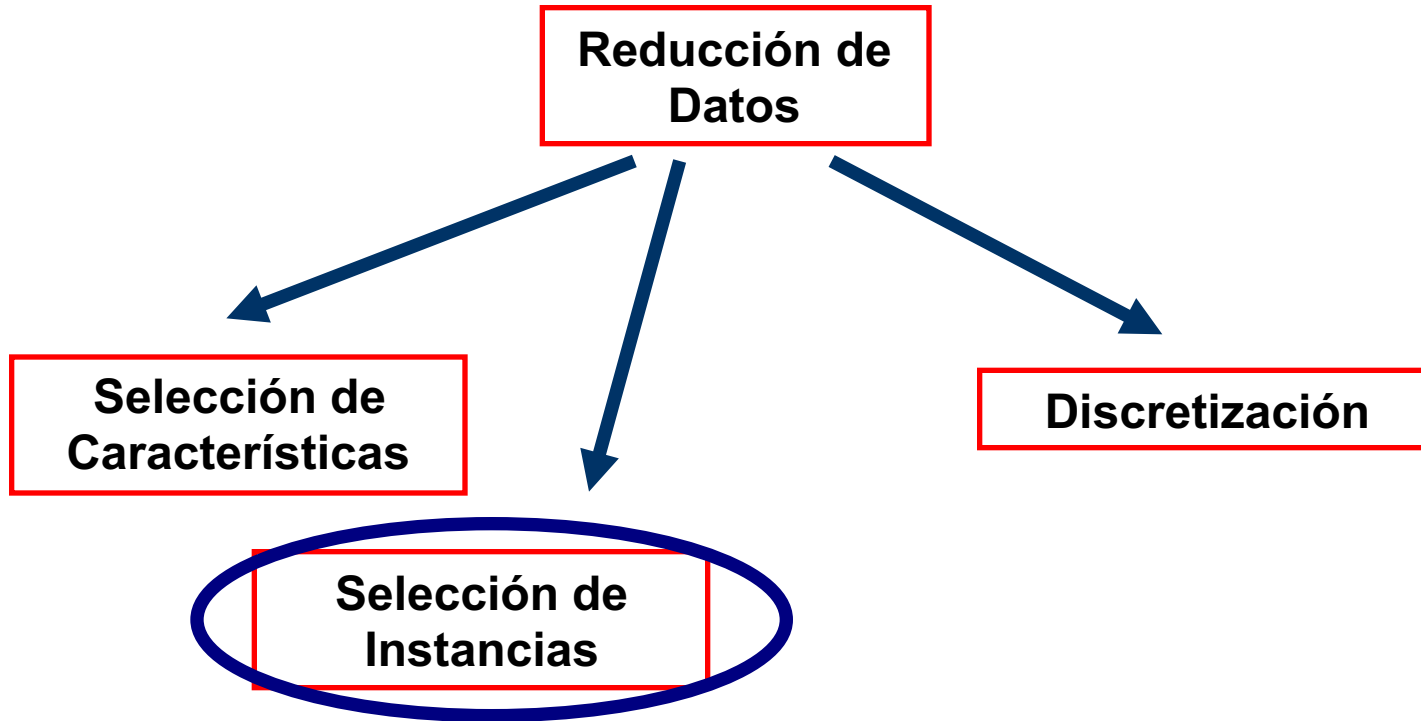 Reducción de
Datos
Selección de
Características
Discretización
Selección de
Instancias